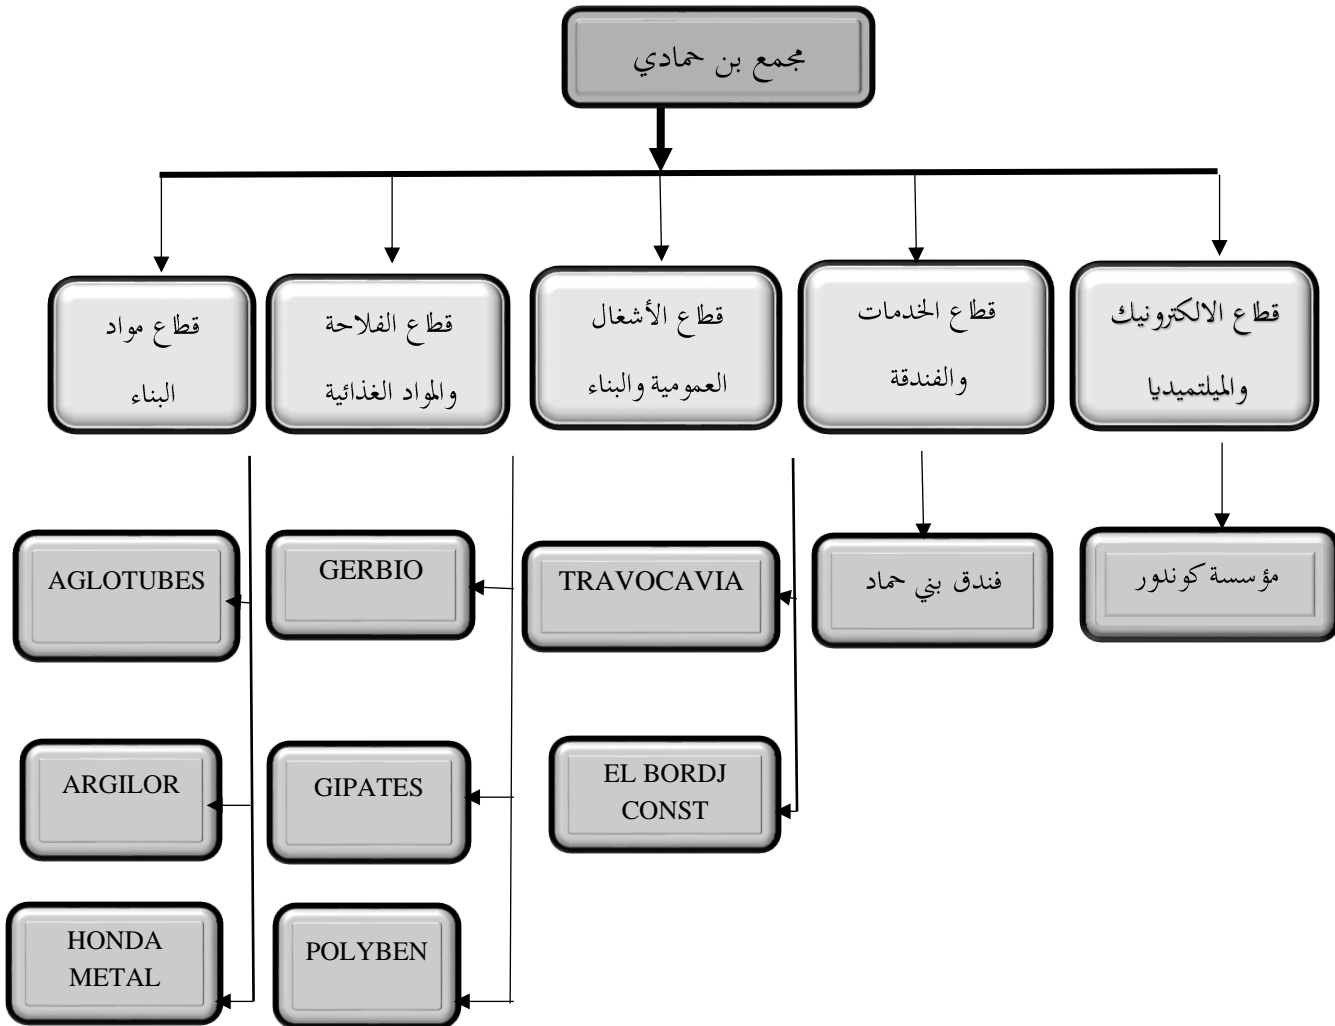 مجمع بن حمادي
قطاع الالكترونيك
والميلتميديا
قطاع الخدمات
والفندقة
قطاع الأشغال
العمومية والبناء
قطاع الفلاحة
والمواد الغذائية
قطاع مواد
البناء
مؤسسة كوندور
فندق بني حماد
TRAVOCAVIA
GERBIO
AGLOTUBES
EL BORDJ
CONST
GIPATES
ARGILOR
POLYBEN
HONDA
METAL